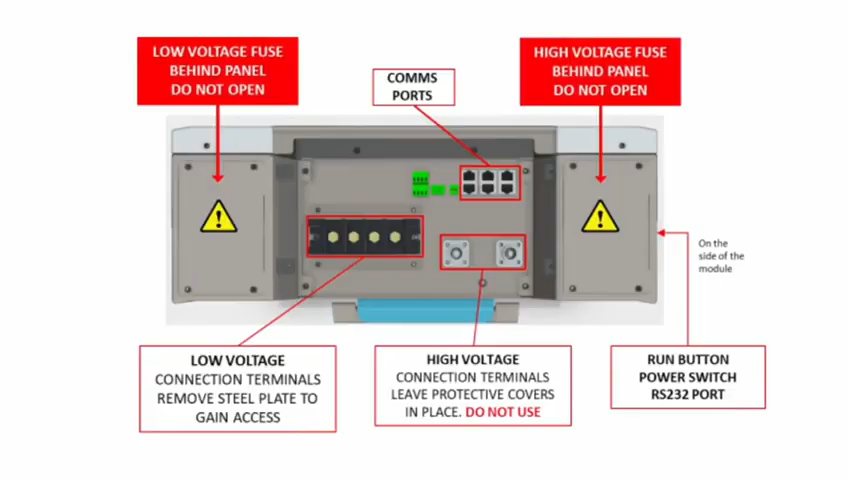 LOW VOLTAGE FUSE
BEHIND PANEL
DO NOT OPEN
HIGH VOLTAGE FUSE
BEHIND PANEL
DO NOT OPEN
COMMS
PORTS
On the
side of the
module
LOW VOLTAGE
CONNECTION TERMINALS
REMOVE STEEL PLATE TO
GAIN ACCESS
HIGH VOLTAGE
CONNECTION TERMINALS
LEAVE PROTECTIVE COVERS
IN PLACE. DO NOT USE
RUN BUTTON
POWER SWITCH
RS232 PORT